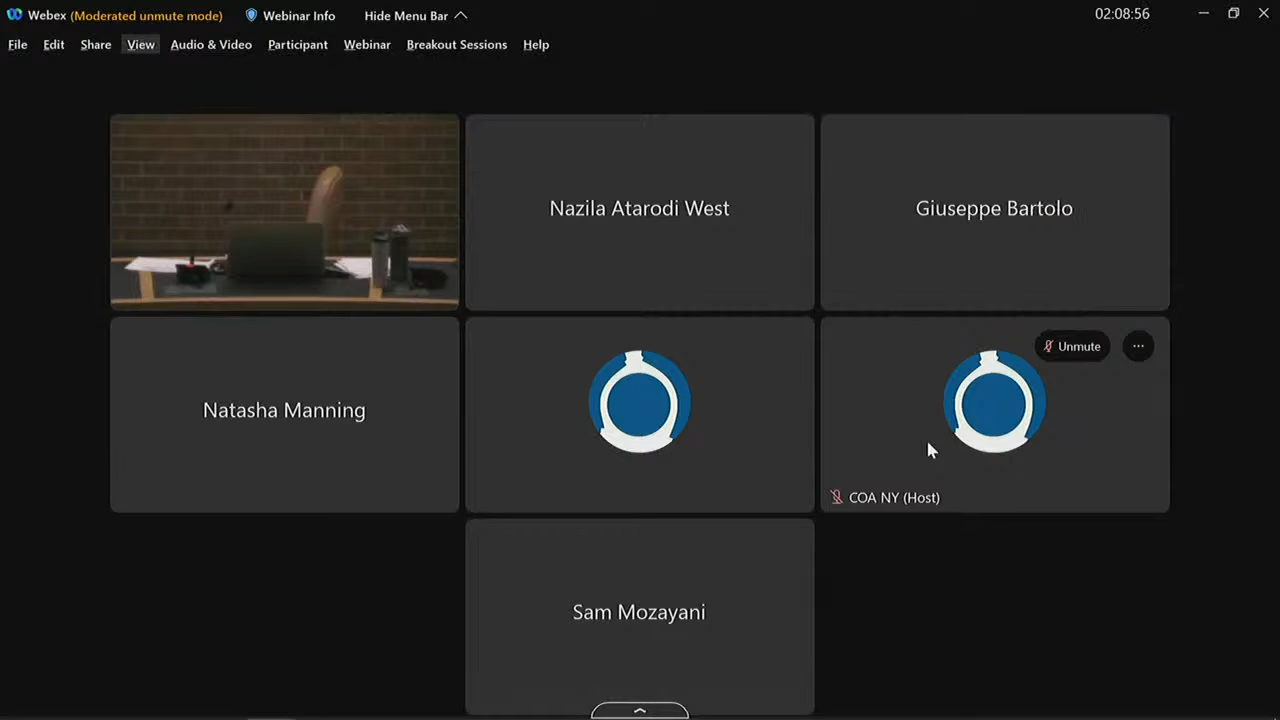 Webex (Moderated unmute mode) Webinar Info Hide Menu Bar 02:08:56
File Edit Share View Audio & Video Participant Webinar Breakout Sessions Help
Nazila Atarodi West
Giuseppe Bartolo
Natasha Manning
Unmute
COA NY (Host)
Sam Mozayani